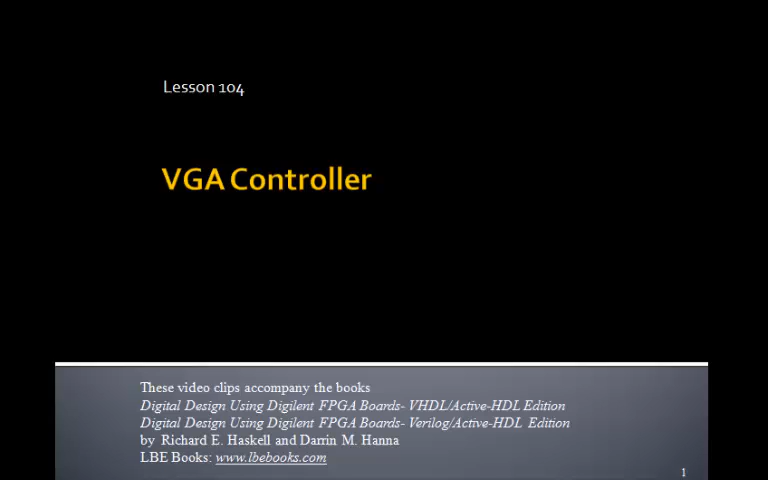 Lesson 104
VGA Controller
These video clips accompany the books
Digital Design Using Digilent FPGA Boards- VHDL/Active-HDL Edition
Digital Design Using Digilent FPGA Boards- Verilog/Active-HDL Edition
by Richard E. Haskell and Darrin M. Hanna
LBE Books: www.lbebooks.com
1